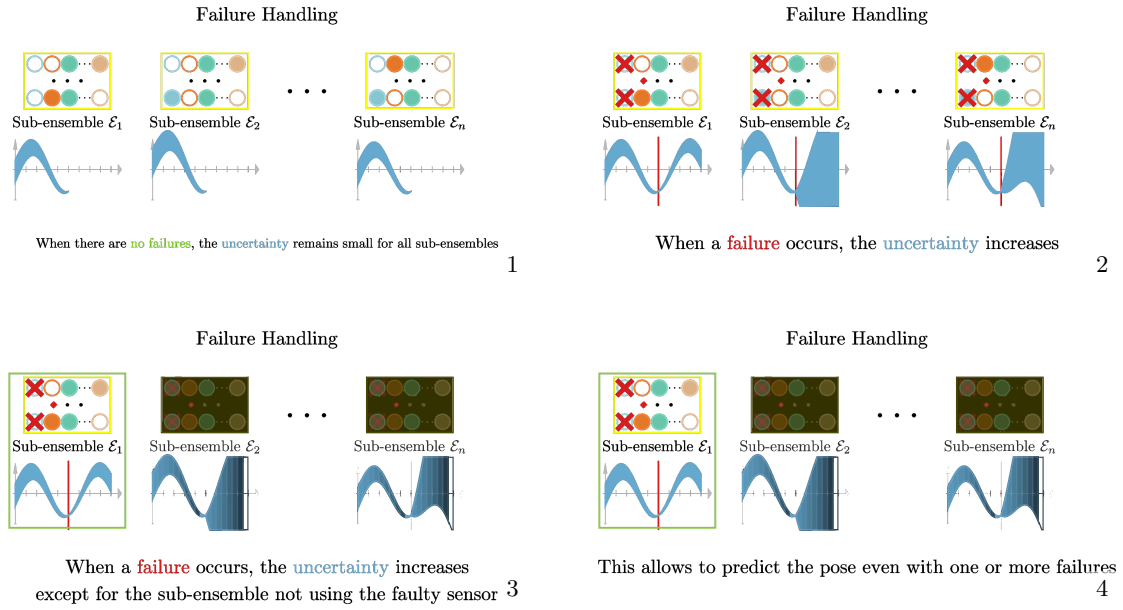 Failure Handling
Sub-ensemble ℰ₁
Sub-ensemble ℰ₂
Sub-ensemble ℰₙ
When there are no failures, the uncertainty remains small for all sub-ensembles
1
Failure Handling
Sub-ensemble ℰ₁
Sub-ensemble ℰ₂
Sub-ensemble ℰₙ
When a failure occurs, the uncertainty increases
2
Failure Handling
Sub-ensemble ℰ₁
Sub-ensemble ℰ₂
Sub-ensemble ℰₙ
When a failure occurs, the uncertainty increases
except for the sub-ensemble not using the faulty sensor
3
Failure Handling
Sub-ensemble ℰ₁
Sub-ensemble ℰ₂
Sub-ensemble ℰₙ
This allows to predict the pose even with one or more failures
4